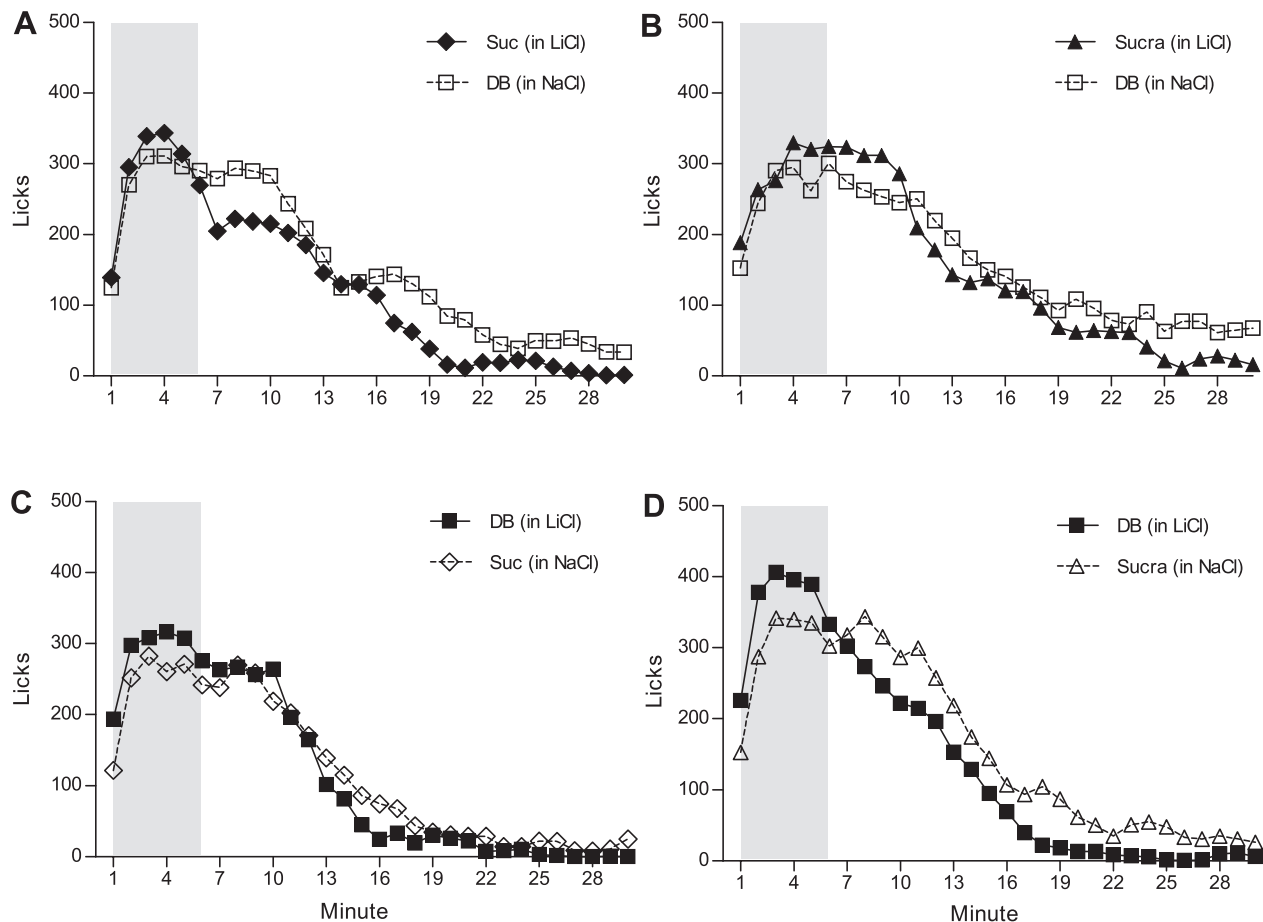 A
500
400
300
200
100
0
Licks
Suc (in LiCl)
DB (in NaCl)
1 4 7 10 13 16 19 22 25 28
B
500
400
300
200
100
0
Licks
Sucra (in LiCl)
DB (in NaCl)
1 4 7 10 13 16 19 22 25 28
C
500
400
300
200
100
0
Licks
DB (in LiCl)
Suc (in NaCl)
1 4 7 10 13 16 19 22 25 28
Minute
D
500
400
300
200
100
0
Licks
DB (in LiCl)
Sucra (in NaCl)
1 4 7 10 13 16 19 22 25 28
Minute